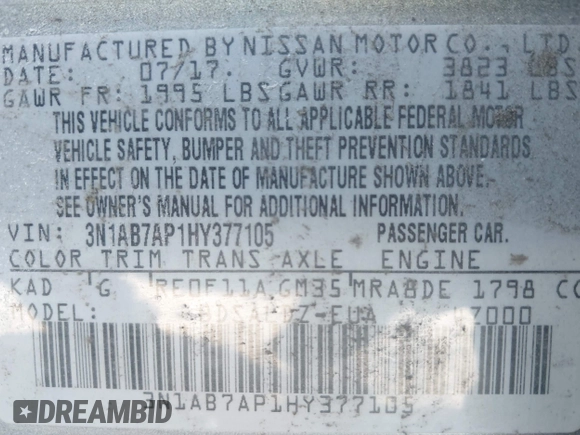 MANUFACTURED BY NISSAN MOTOR CO., LTD
DATE: 07/17. GVWR: 3823 LBS
GAWR FR: 1995 LBS GAWR RR: 1841 LBS
THIS VEHICLE CONFORMS TO ALL APPLICABLE FEDERAL MOTOR
VEHICLE SAFETY, BUMPER AND THEFT PREVENTION STANDARDS
IN EFFECT ON THE DATE OF MANUFACTURE SHOWN ABOVE.
SEE OWNER'S MANUAL FOR ADDITIONAL INFORMATION
VIN: 3N1AB7AP1HY377105 PASSENGER CAR.
COLOR TRIM TRANS AXLE ENGINE
KAD G RE0F11A GM35 MRA8DE 1798 CC
MODEL:
3N1AB7AP1HY377105
BIDCARS HISTORY